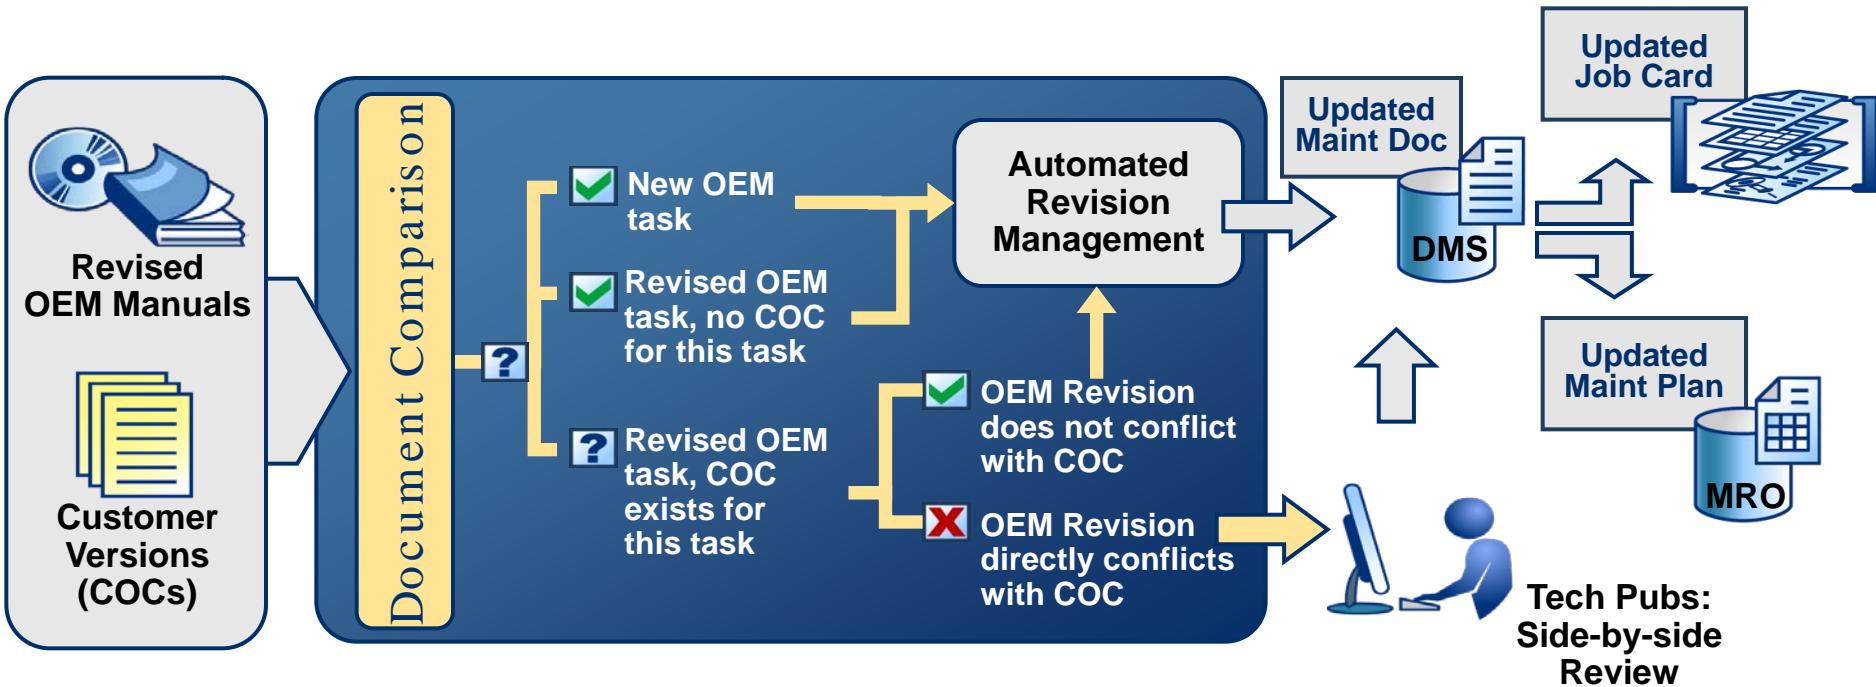 Revised
OEM Manuals
Customer
Versions
(COCs)
Document Comparison
?
New OEM
task
Revised OEM
task, no COC
for this task
?
Revised OEM
task, COC
exists for
this task
Automated
Revision
Management
OEM Revision
does not conflict
with COC
OEM Revision
directly conflicts
with COC
Updated
Maint Doc
DMS
Updated
Job Card
Updated
Maint Plan
MRO
Tech Pubs:
Side-by-side
Review